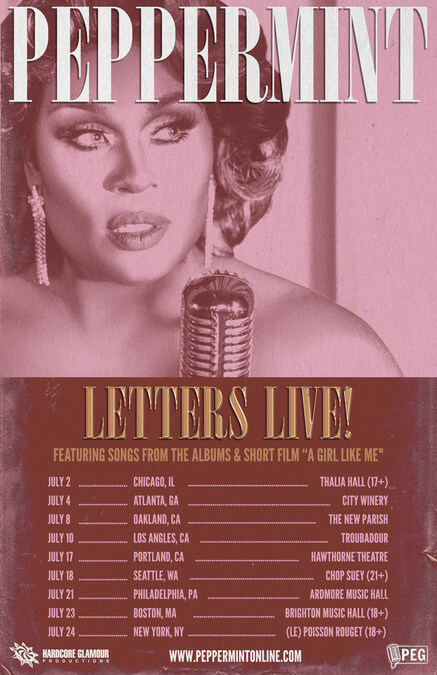 PEPPERMINT
LETTERS LIVE!
FEATURING SONGS FROM THE ALBUMS & SHORT FILM "A GIRL LIKE ME"
JULY 2 CHICAGO, IL THALIA HALL (17+)
JULY 4 ATLANTA, GA CITY WINERY
JULY 8 OAKLAND, CA THE NEW PARISH
JULY 10 LOS ANGLES, CA TROUBADOUR
JULY 17 PORTLAND, CA HAWTHORNE THEATRE
JULY 18 SEATTLE, WA CHOP SUEY (21+)
JULY 21 PHILADELPHIA, PA ARDMORE MUSIC HALL
JULY 23 BOSTON, MA BRIGHTON MUSIC HALL (18+)
JULY 24 NEW YORK, NY (LE) POISSON ROUGET (18+)
HARDCORE GLAMOUR
PRODUCTIONS
WWW.PEPPERMINTONLINE.COM
PEG